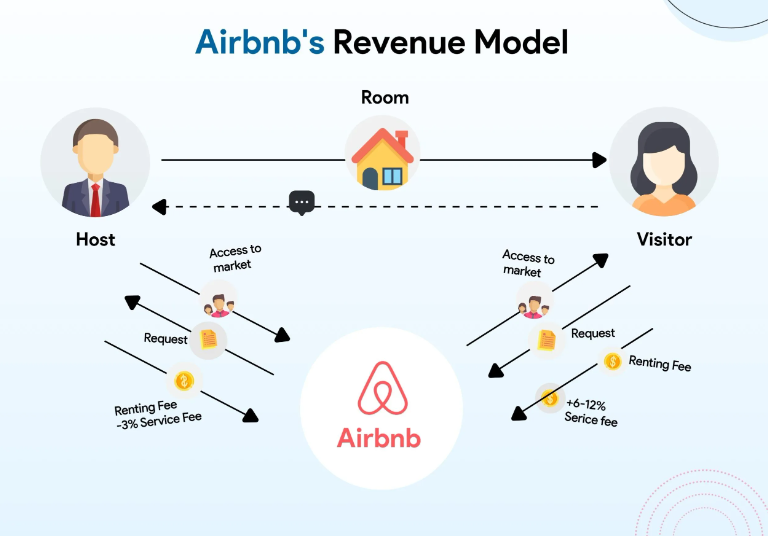 Airbnb's Revenue Model
Room
Host
Visitor
Access to
market
Request
Renting Fee
-3% Service Fee
Access to
market
Request
Renting Fee
+6-12%
Serice fee
Airbnb